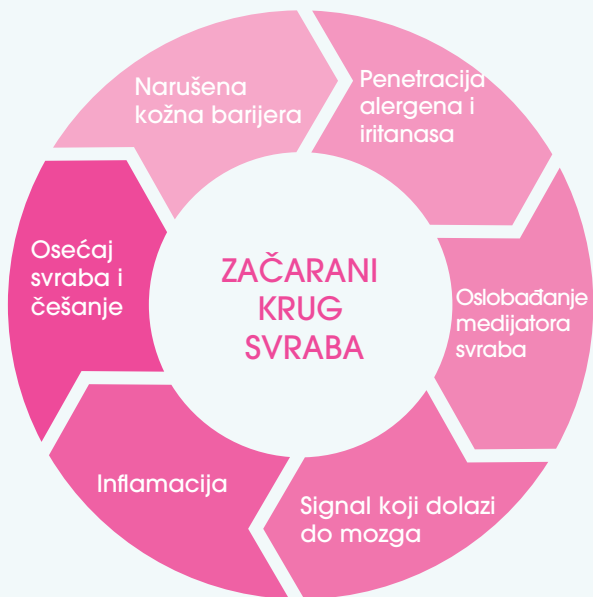 ZAČARANI
KRUG
SVRABA
Narušena
kožna barijera
Penetracija
alergena i
iritanasa
Oslobađanje
medijatora
svraba
Signal koji dolazi
do mozga
Inflamacija
Osećaj
svraba i
češanje